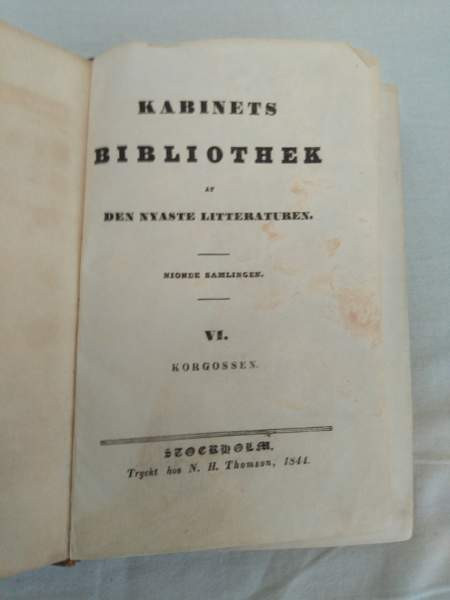 KABINETS
BIBLIOTHEK
AF
DEN NYASTE LITTERATUREN.
NIONDE SAMLINGEN.
VI.
KORGOSSEN.
STOCKHOLM.
Tryckt hos N. H. Thomson, 1844.